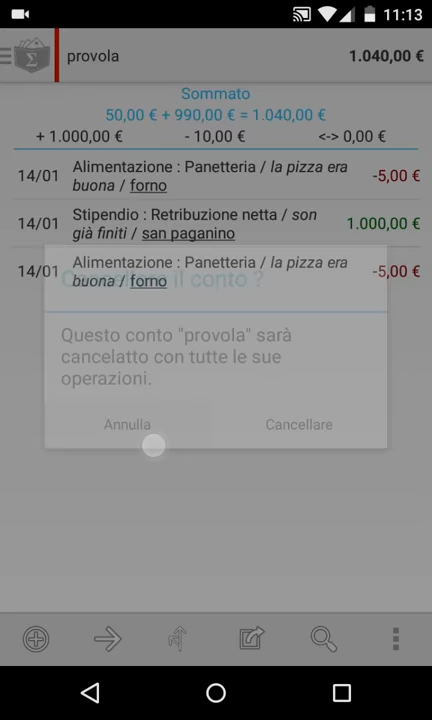 11:13
provola 1.040,00 €
Sommato
50,00 € + 990,00 € = 1.040,00 €
+ 1.000,00 € - 10,00 € <-> 0,00 €
14/01 Alimentazione : Panetteria / la pizza era buona / forno -5,00 €
14/01 Stipendio : Retribuzione netta / son già finiti / san paganino 1.000,00 €
14/01 Alimentazione : Panetteria / la pizza era buona / forno -5,00 €
Cancellare il conto ?
Questo conto "provola" sarà
cancelatto con tutte le sue
operazioni.
Annulla Cancellare